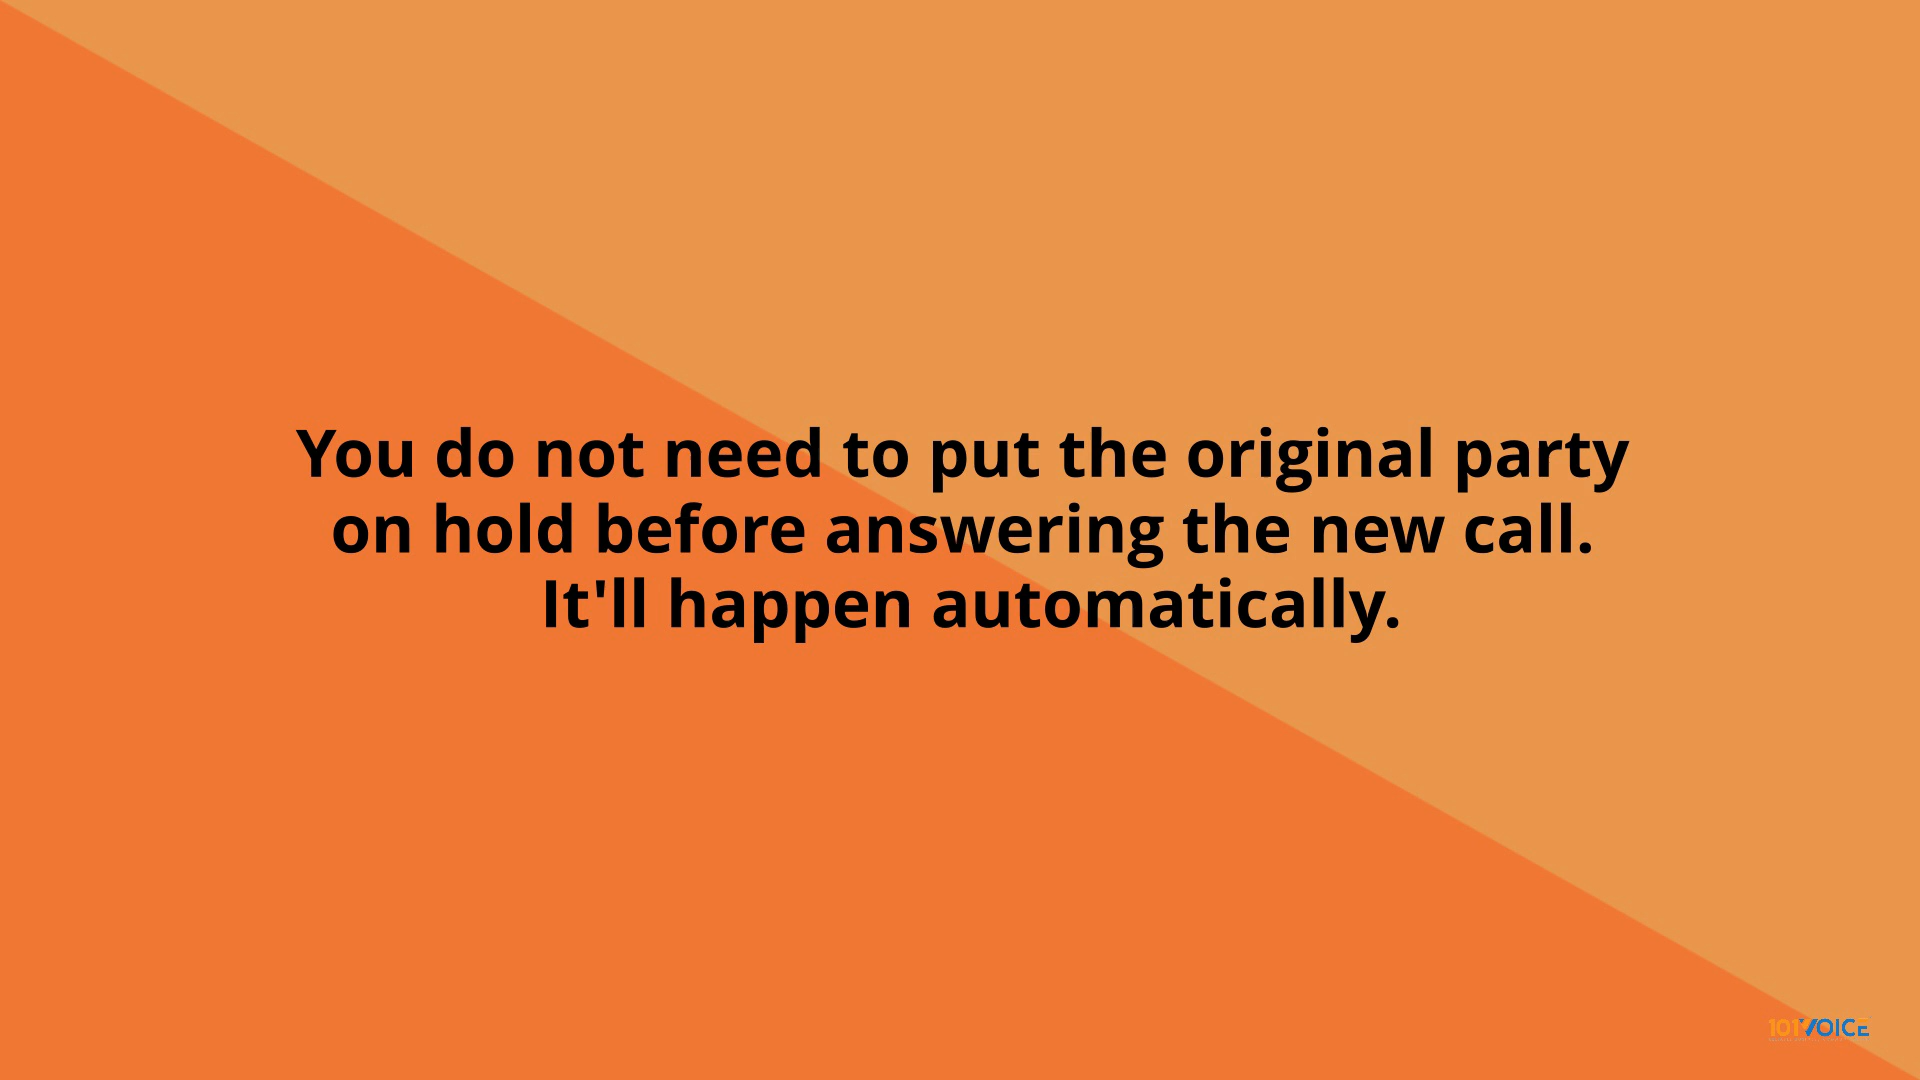 You do not need to put the original party
on hold before answering the new call.
It'll happen automatically.
101VOICE